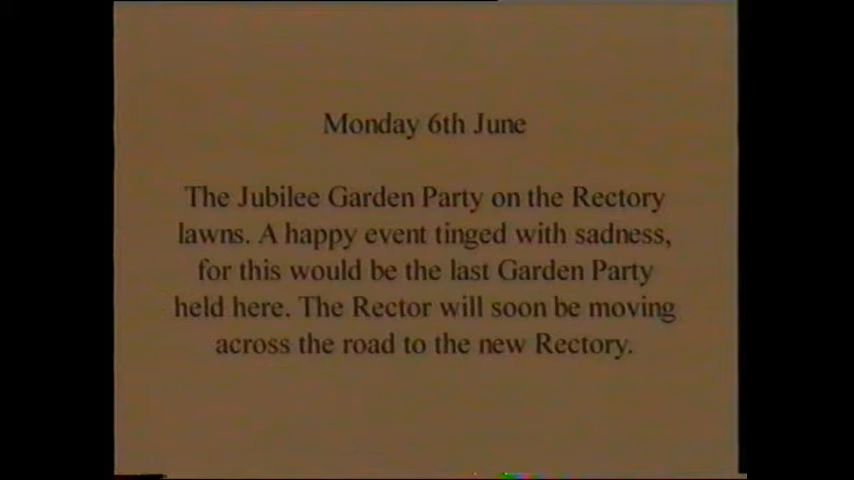 Monday 6th June
The Jubilee Garden Party on the Rectory
lawns. A happy event tinged with sadness,
for this would be the last Garden Party
held here. The Rector will soon be moving
across the road to the new Rectory.